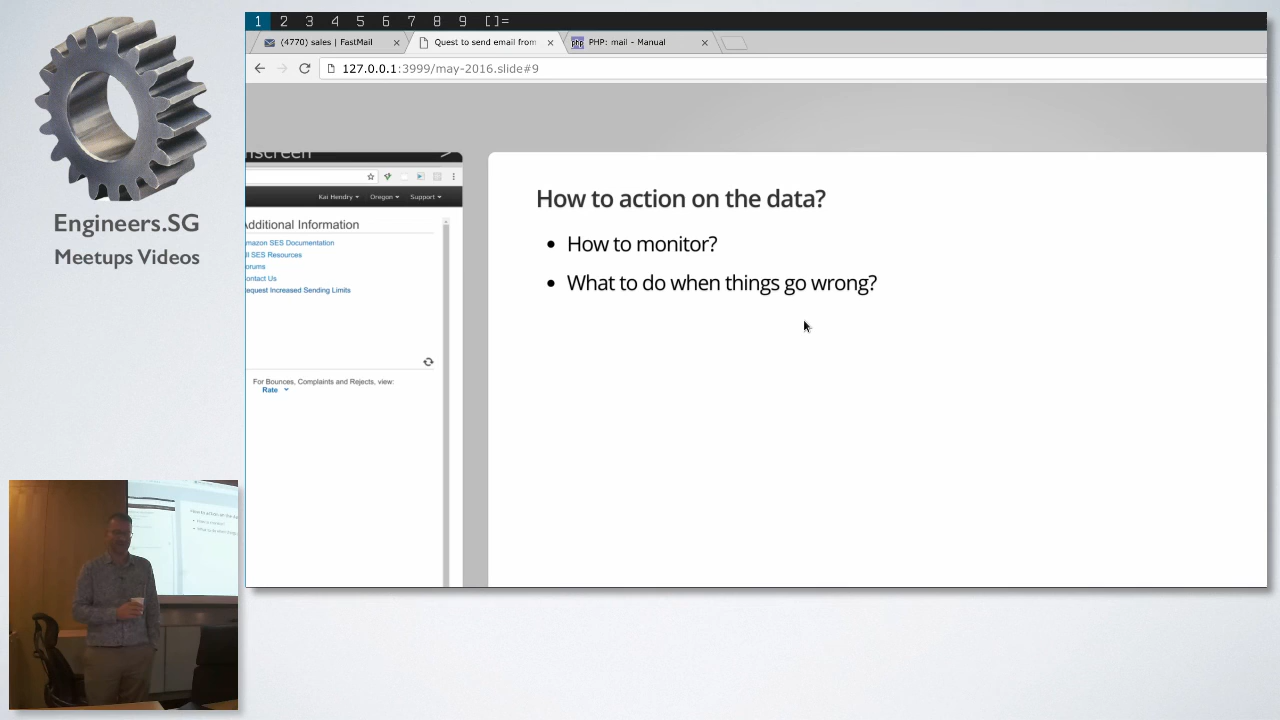 1 2 3 4 5 6 7 8 9 []=
(4770) sales | FastMail
Quest to send email from
PHP: mail - Manual
127.0.0.1:3999/may-2016.slide#9
Engineers.SG
Meetups Videos
Kai Hendry Oregon Support
Additional Information
mazon SES Documentation
SES Resources
orums
ontact Us
equest Increased Sending Limits
For Bounces, Complaints and Rejects, view:
Rate
How to action on the data?
• How to monitor?
• What to do when things go wrong?